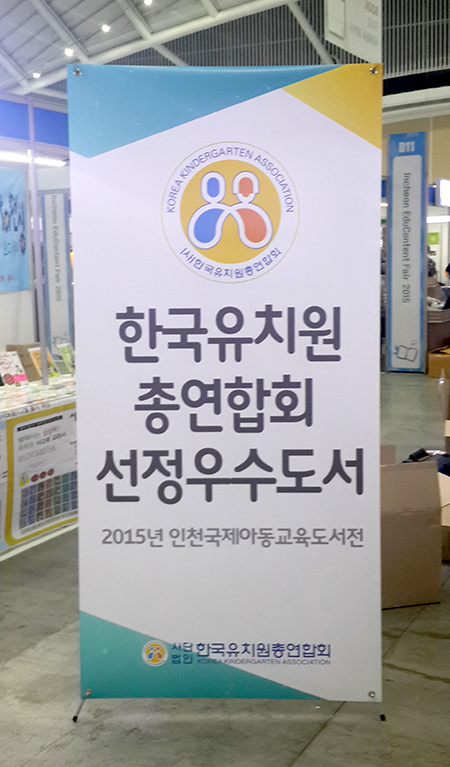 KOREA KINDERGARTEN ASSOCIATION
(사)한국유치원총연합회
한국유치원
총연합회
선정우수도서
2015년 인천국제아동교육도서전
사단
법인 한국유치원총연합회
KOREA KINDERGARTEN ASSOCIATION
D11
Incheon EduContent Fair 2015
Incheon EduContent Fair 2015